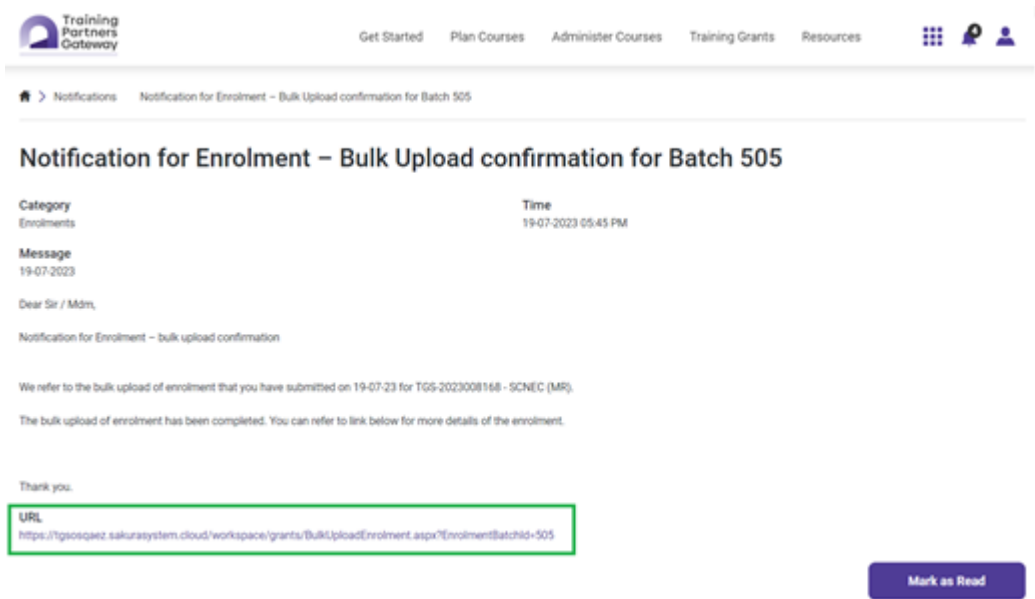 Training
Partners
Gateway
Get Started Plan Courses Administer Courses Training Grants Resources
4
Notifications Notification for Enrolment – Bulk Upload confirmation for Batch 505
Notification for Enrolment – Bulk Upload confirmation for Batch 505
Category Time
Enrolments 19-07-2023 05:45 PM
Message
19-07-2023
Dear Sir / Mdm,
Notification for Enrolment – bulk upload confirmation
We refer to the bulk upload of enrolment that you have submitted on 19-07-23 for TGS-2023008168 - SCNEC (MR).
The bulk upload of enrolment has been completed. You can refer to link below for more details of the enrolment.
Thank you.
URL
https://tgsosqaez.sakurasystem.cloud/workspace/grants/BulkUploadEnrolment.aspx?EnrolmentBatchId=505
Mark as Read